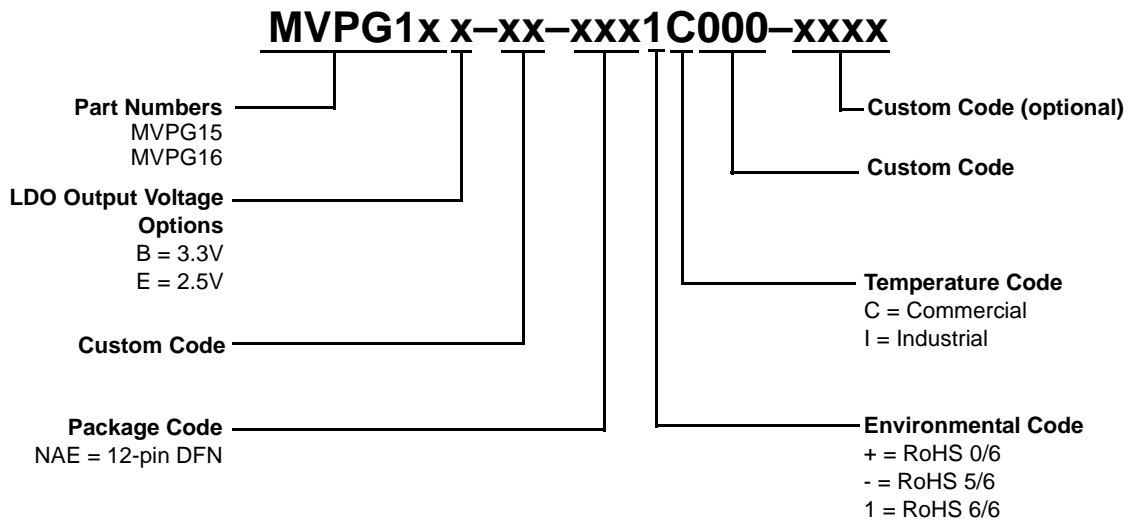 MVPG1x x–xx–xxx1C000–xxxx
Part Numbers
MVPG15
MVPG16
LDO Output Voltage
Options
B = 3.3V
E = 2.5V
Custom Code
Package Code
NAE = 12-pin DFN
Custom Code (optional)
Custom Code
Temperature Code
C = Commercial
I = Industrial
Environmental Code
+ = RoHS 0/6
- = RoHS 5/6
1 = RoHS 6/6